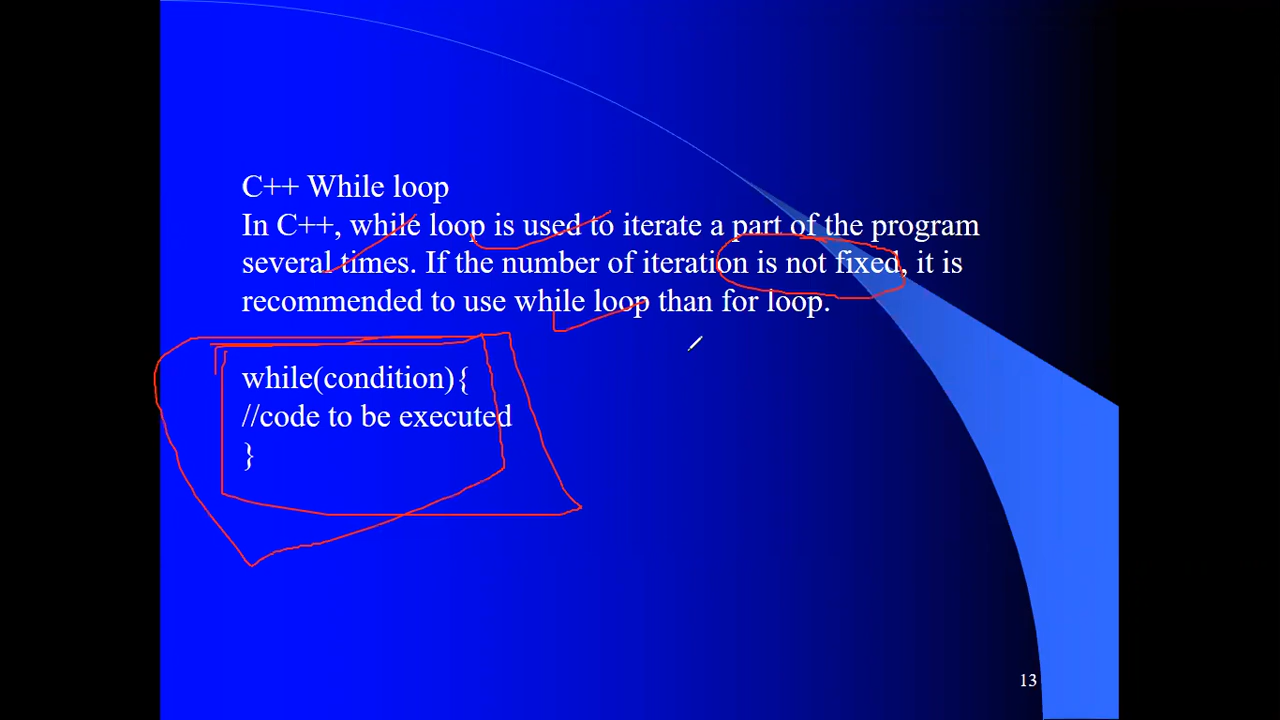 C++ While loop
In C++, while loop is used to iterate a part of the program
several times. If the number of iteration is not fixed, it is
recommended to use while loop than for loop.
while(condition){
//code to be executed
}
13